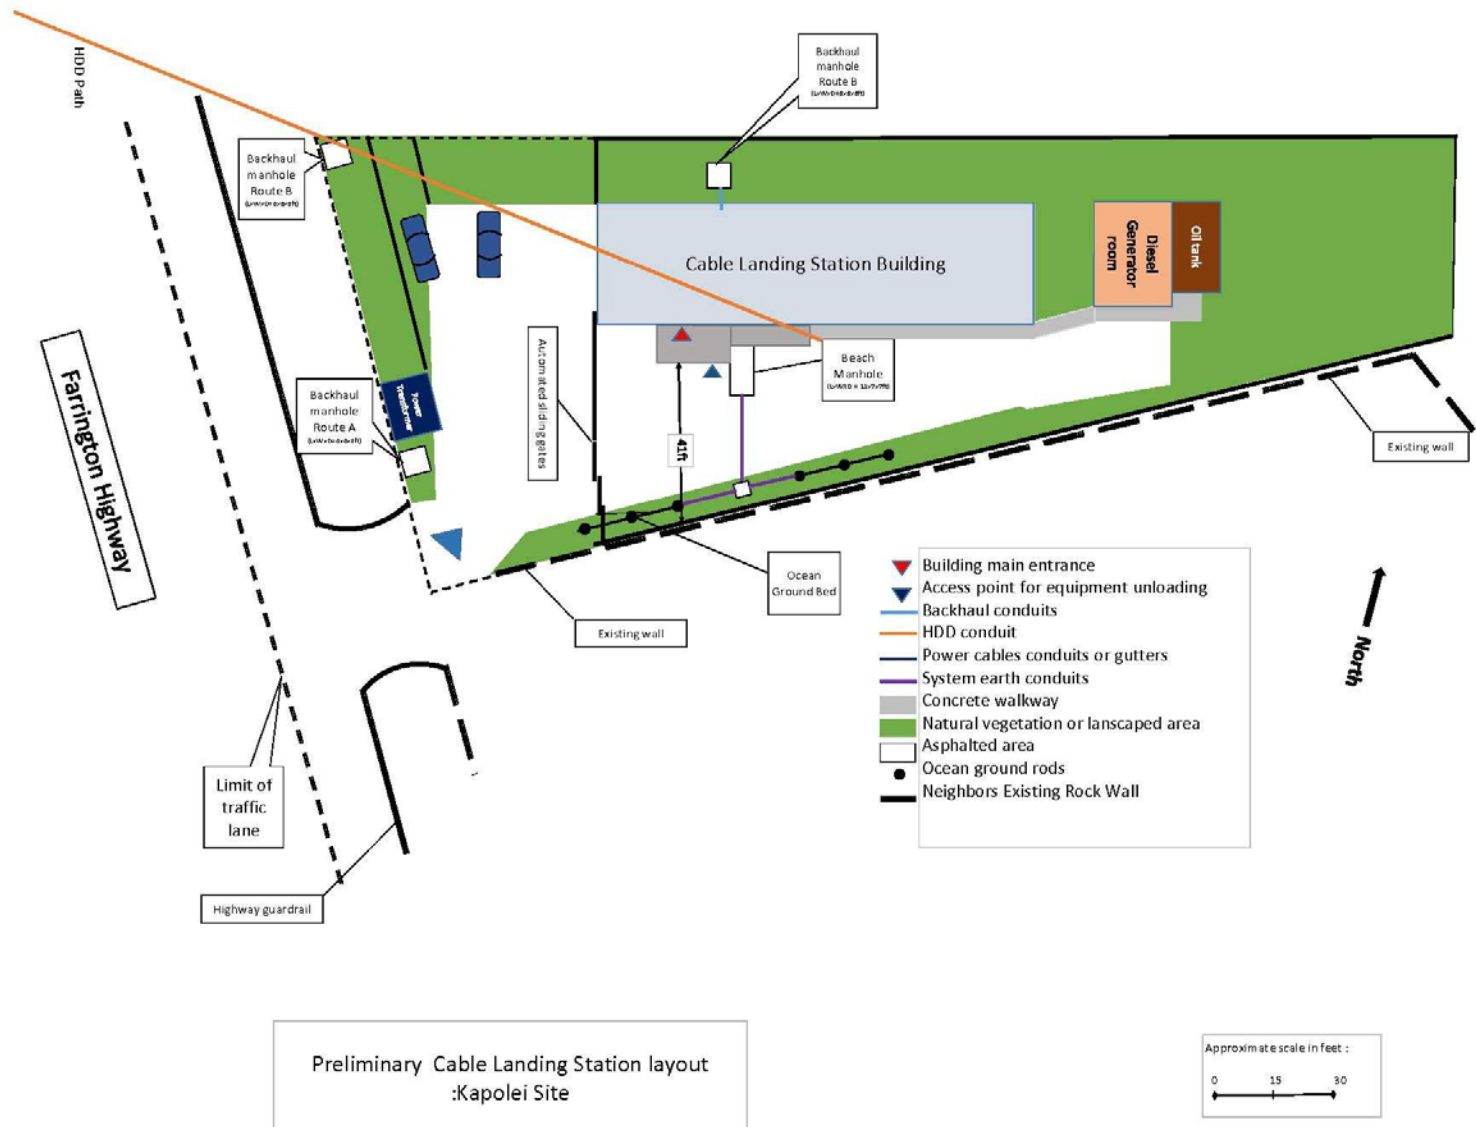 HDD Path
Backhaul
manhole
Route B
Backhaul
manhole
Route B
Cable Landing Station Building
Diesel
Generator
room
Oil tank
Automated sliding gates
Beach
Manhole
Power
Transformer
Backhaul
manhole
Route A
41ft
Farrington Highway
Existing wall
Ocean
Ground Bed
Existing wall
Building main entrance
Access point for equipment unloading
Backhaul conduits
HDD conduit
Power cables conduits or gutters
System earth conduits
Concrete walkway
Natural vegetation or lanscaped area
Asphalted area
Ocean ground rods
Neighbors Existing Rock Wall
North
Limit of
traffic
lane
Highway guardrail
Preliminary Cable Landing Station layout
:Kapolei Site
Approximate scale in feet :
0 15 30